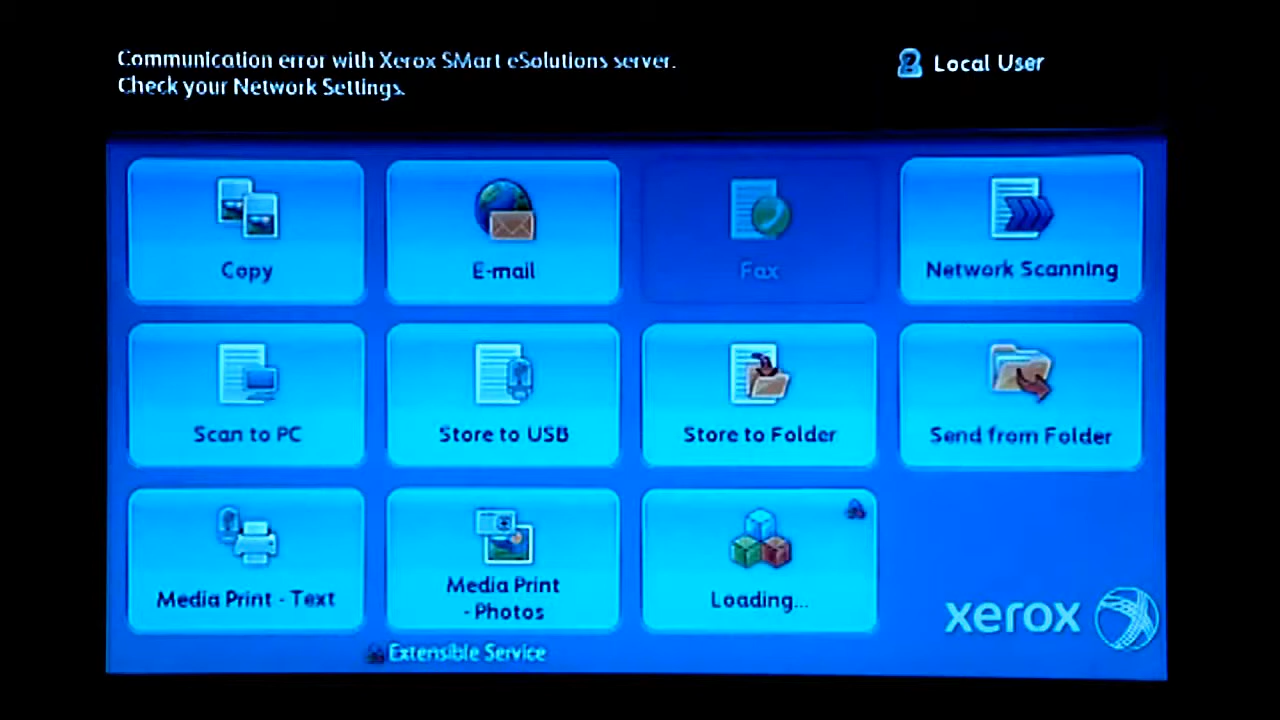 Communication error with Xerox SMart eSolutions server.
Check your Network Settings.
Local User
Copy
E-mail
Fax
Network Scanning
Scan to PC
Store to USB
Store to Folder
Send from Folder
Media Print - Text
Media Print
- Photos
Loading...
xerox
Extensible Service